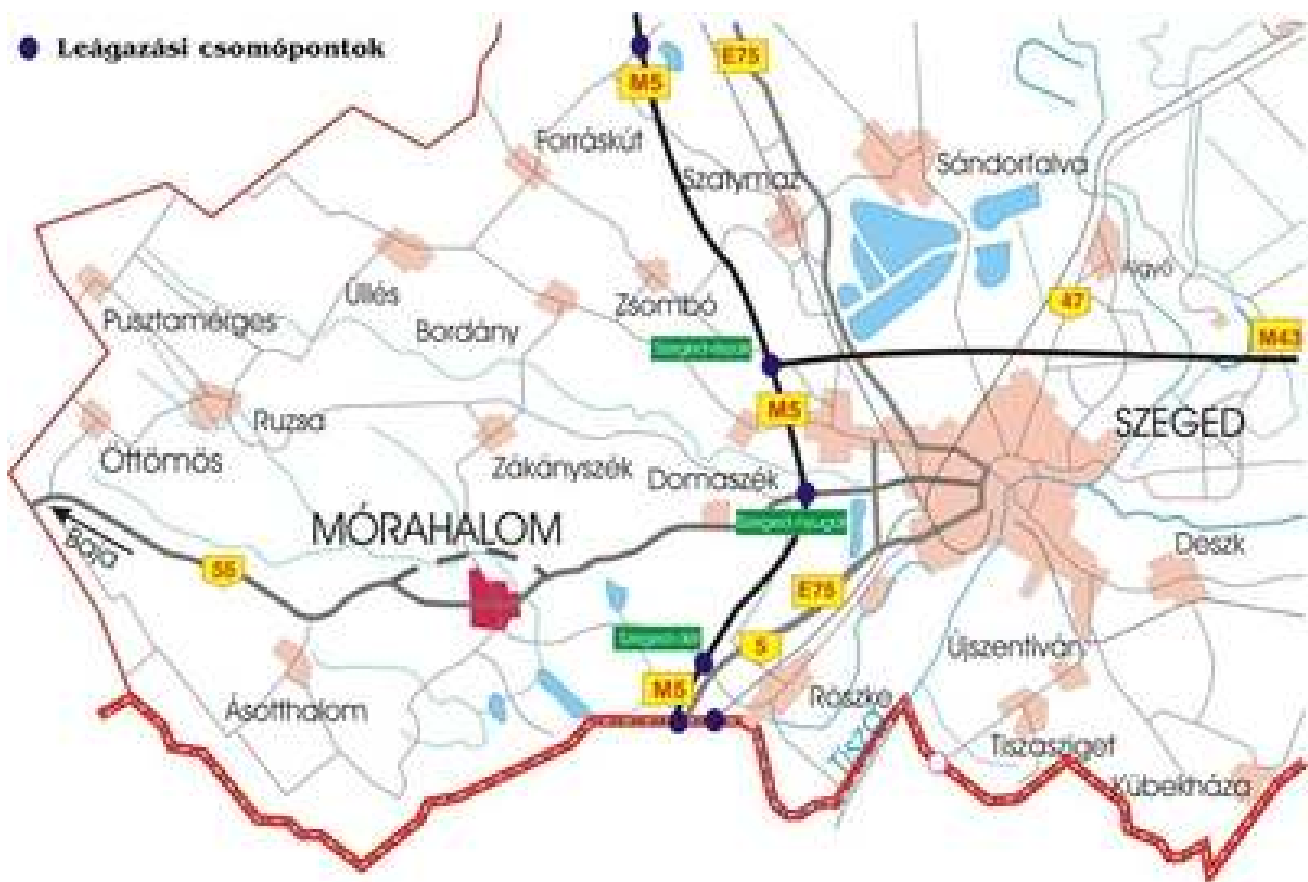 Leágazási csomópontok
E75
M5
Forráskút
Szatymaz
Sándorfalva
Algyő
Üllés
Zsombó
47
Pusztamérges
Bordány
M43
M5
Ruzsa
SZEGED
Öttömös
Zákányszék
Domaszék
MÓRAHALOM
Baja
55
Deszk
E75
5
Újszentiván
M5
Röszke
Ásotthalom
Tisza
Tiszasziget
Kübekháza